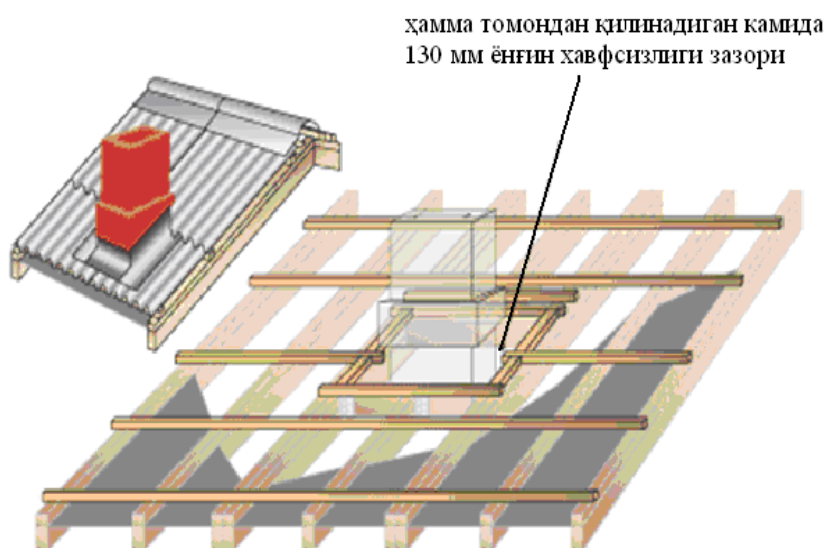 ҳамма томондан қилинадиган камида
130 мм ёнғин хавфсизлиги зазори